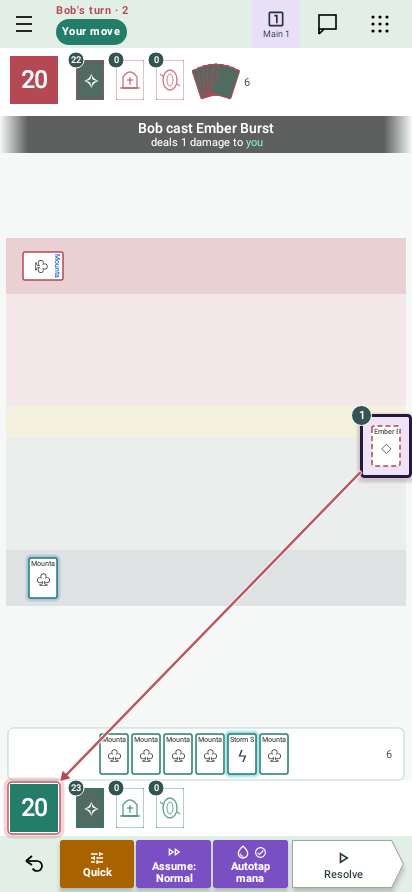 Bob's turn · 2
Your move
1
Main 1
20
22
0
0
6
Bob cast Ember Burst
deals 1 damage to you
Mounta
1
Ember B
Mounta
Mounta
Mounta
Mounta
Mounta
Storm S
Mounta
6
20
23
0
0
Quick
Assume:
Normal
Autotap
mana
Resolve